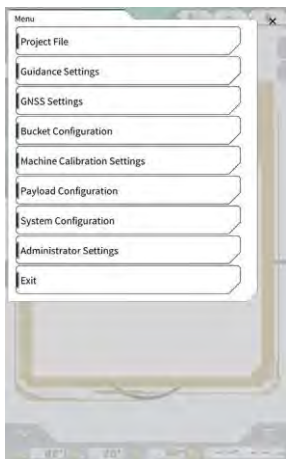 Menu
Project File
Guidance Settings
GNSS Settings
Bucket Configuration
Machine Calibration Settings
Payload Configuration
System Configuration
Administrator Settings
Exit